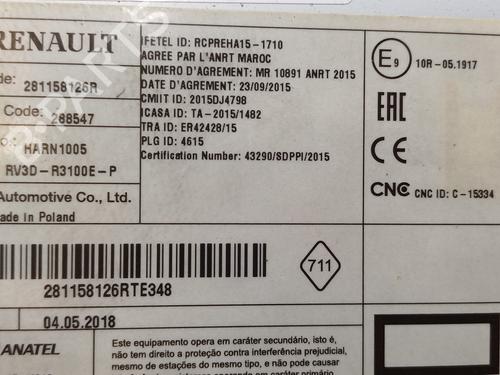 RENAULT
de: 281158126R
Code: 268547
o: HARN1005
RV3D-R3100E-P
Automotive Co., Ltd.
ade in Poland
IFETEL ID: RCPREHA15-1710
AGREE PAR L'ANRT MAROC
NUMERO D'AGREMENT: MR 10891 ANRT 2015
DATE D'AGREMENT: 23/09/2015
CMIIT ID: 2015DJ4798
ICASA ID: TA-2015/1482
TRA ID: ER42428/15
PLG ID: 4615
Certification Number: 43290/SDPPI/2015
E9 10R-05.1917
EAC
CNC CNC ID: C-15334
281158126RTE348
711
04.05.2018
ANATEL
Este equipamento opera em caráter secundário, isto é,
não tem direito a proteção contra interferência prejudicial,
mesmo de estações do mesmo tipo, e não pode causar